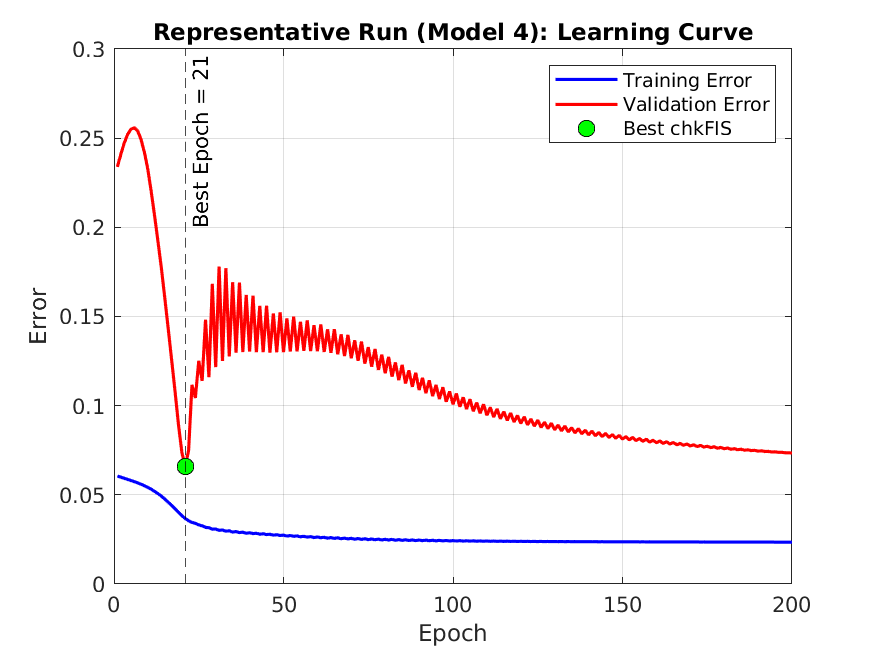 Representative Run (Model 4): Learning Curve
Training Error
Validation Error
Best chkFIS
Best Epoch = 21
Error
0.3
0.25
0.2
0.15
0.1
0.05
0
0
50
100
150
200
Epoch